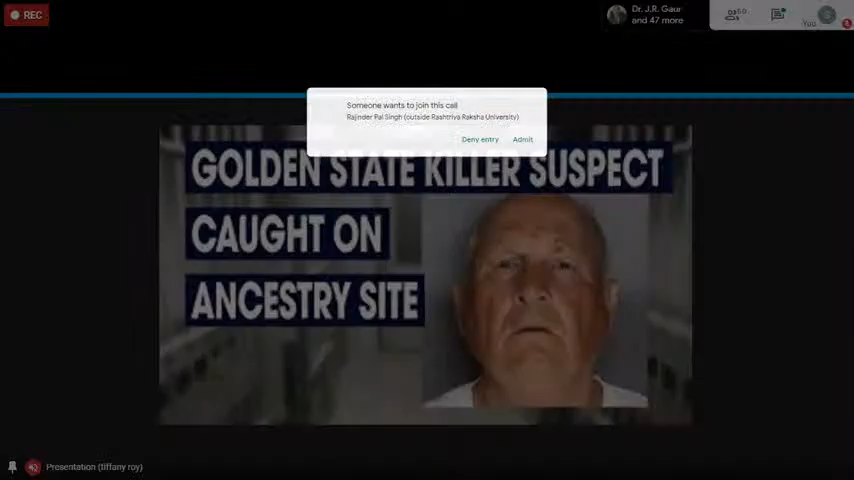 REC
Dr. J.R. Gaur
and 47 more
50
You
Someone wants to join this call
Rajinder Pal Singh (outside Rashtriya Raksha University)
Deny entry
Admit
GOLDEN STATE KILLER SUSPECT
CAUGHT ON
ANCESTRY SITE
Presentation (tiffany roy)